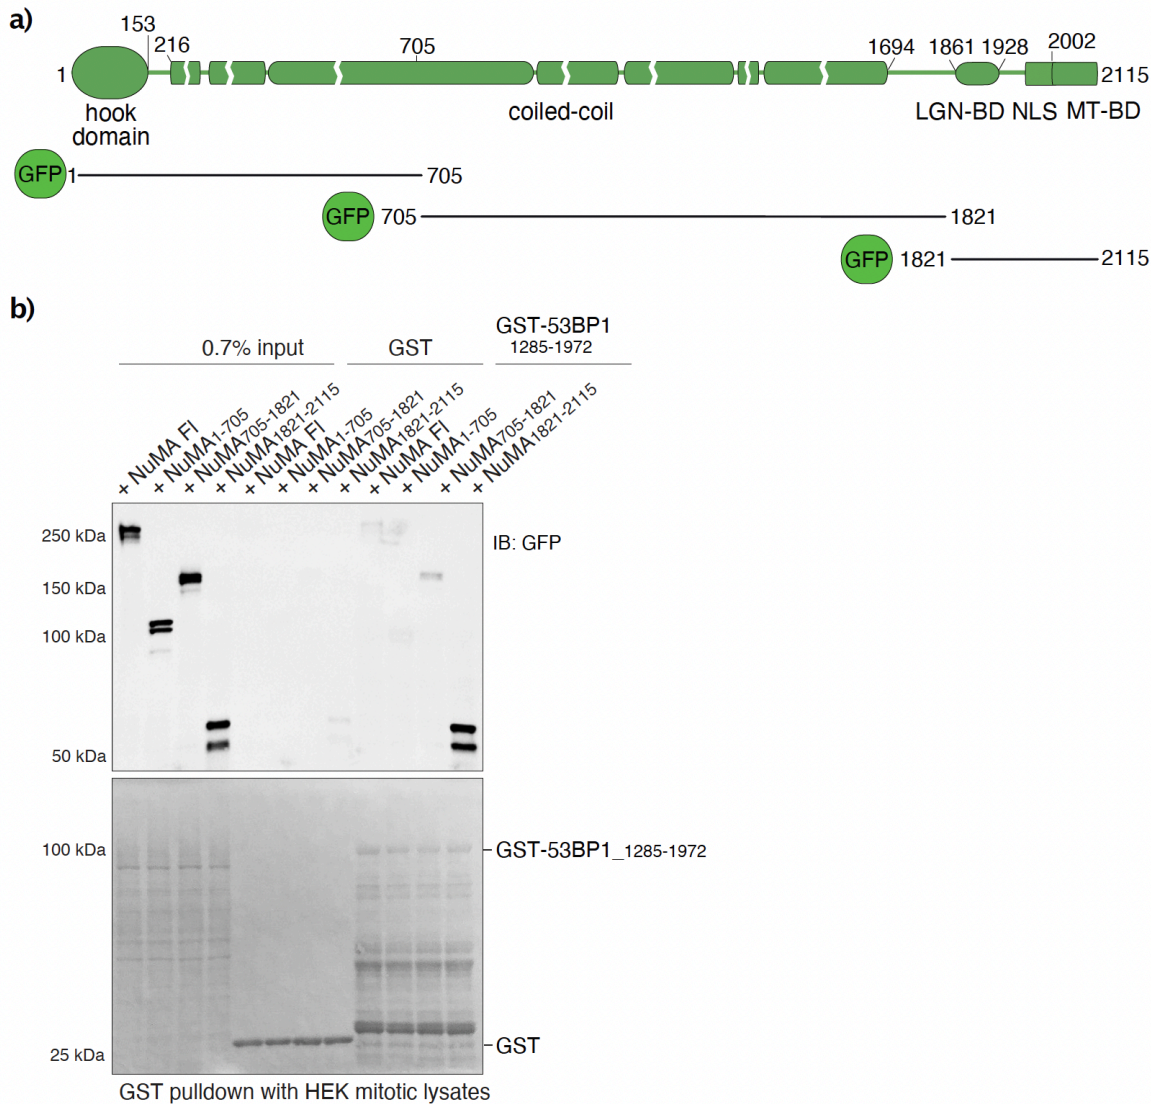 a)
153
216
705
1694
1861
1928
2002
1
2115
hook
domain
coiled-coil
LGN-BD
NLS
MT-BD
GFP
1
705
GFP
705
1821
GFP
1821
2115
b)
0.7% input
GST
GST-53BP1
1285-1972
+ NuMA Fl
+ NuMA1-705
+ NuMA705-1821
+ NuMA1821-2115
+ NuMA Fl
+ NuMA1-705
+ NuMA705-1821
+ NuMA1821-2115
+ NuMA Fl
+ NuMA1-705
+ NuMA705-1821
+ NuMA1821-2115
250 kDa
150 kDa
100 kDa
50 kDa
IB: GFP
100 kDa
25 kDa
GST-53BP1_1285-1972
GST
GST pulldown with HEK mitotic lysates